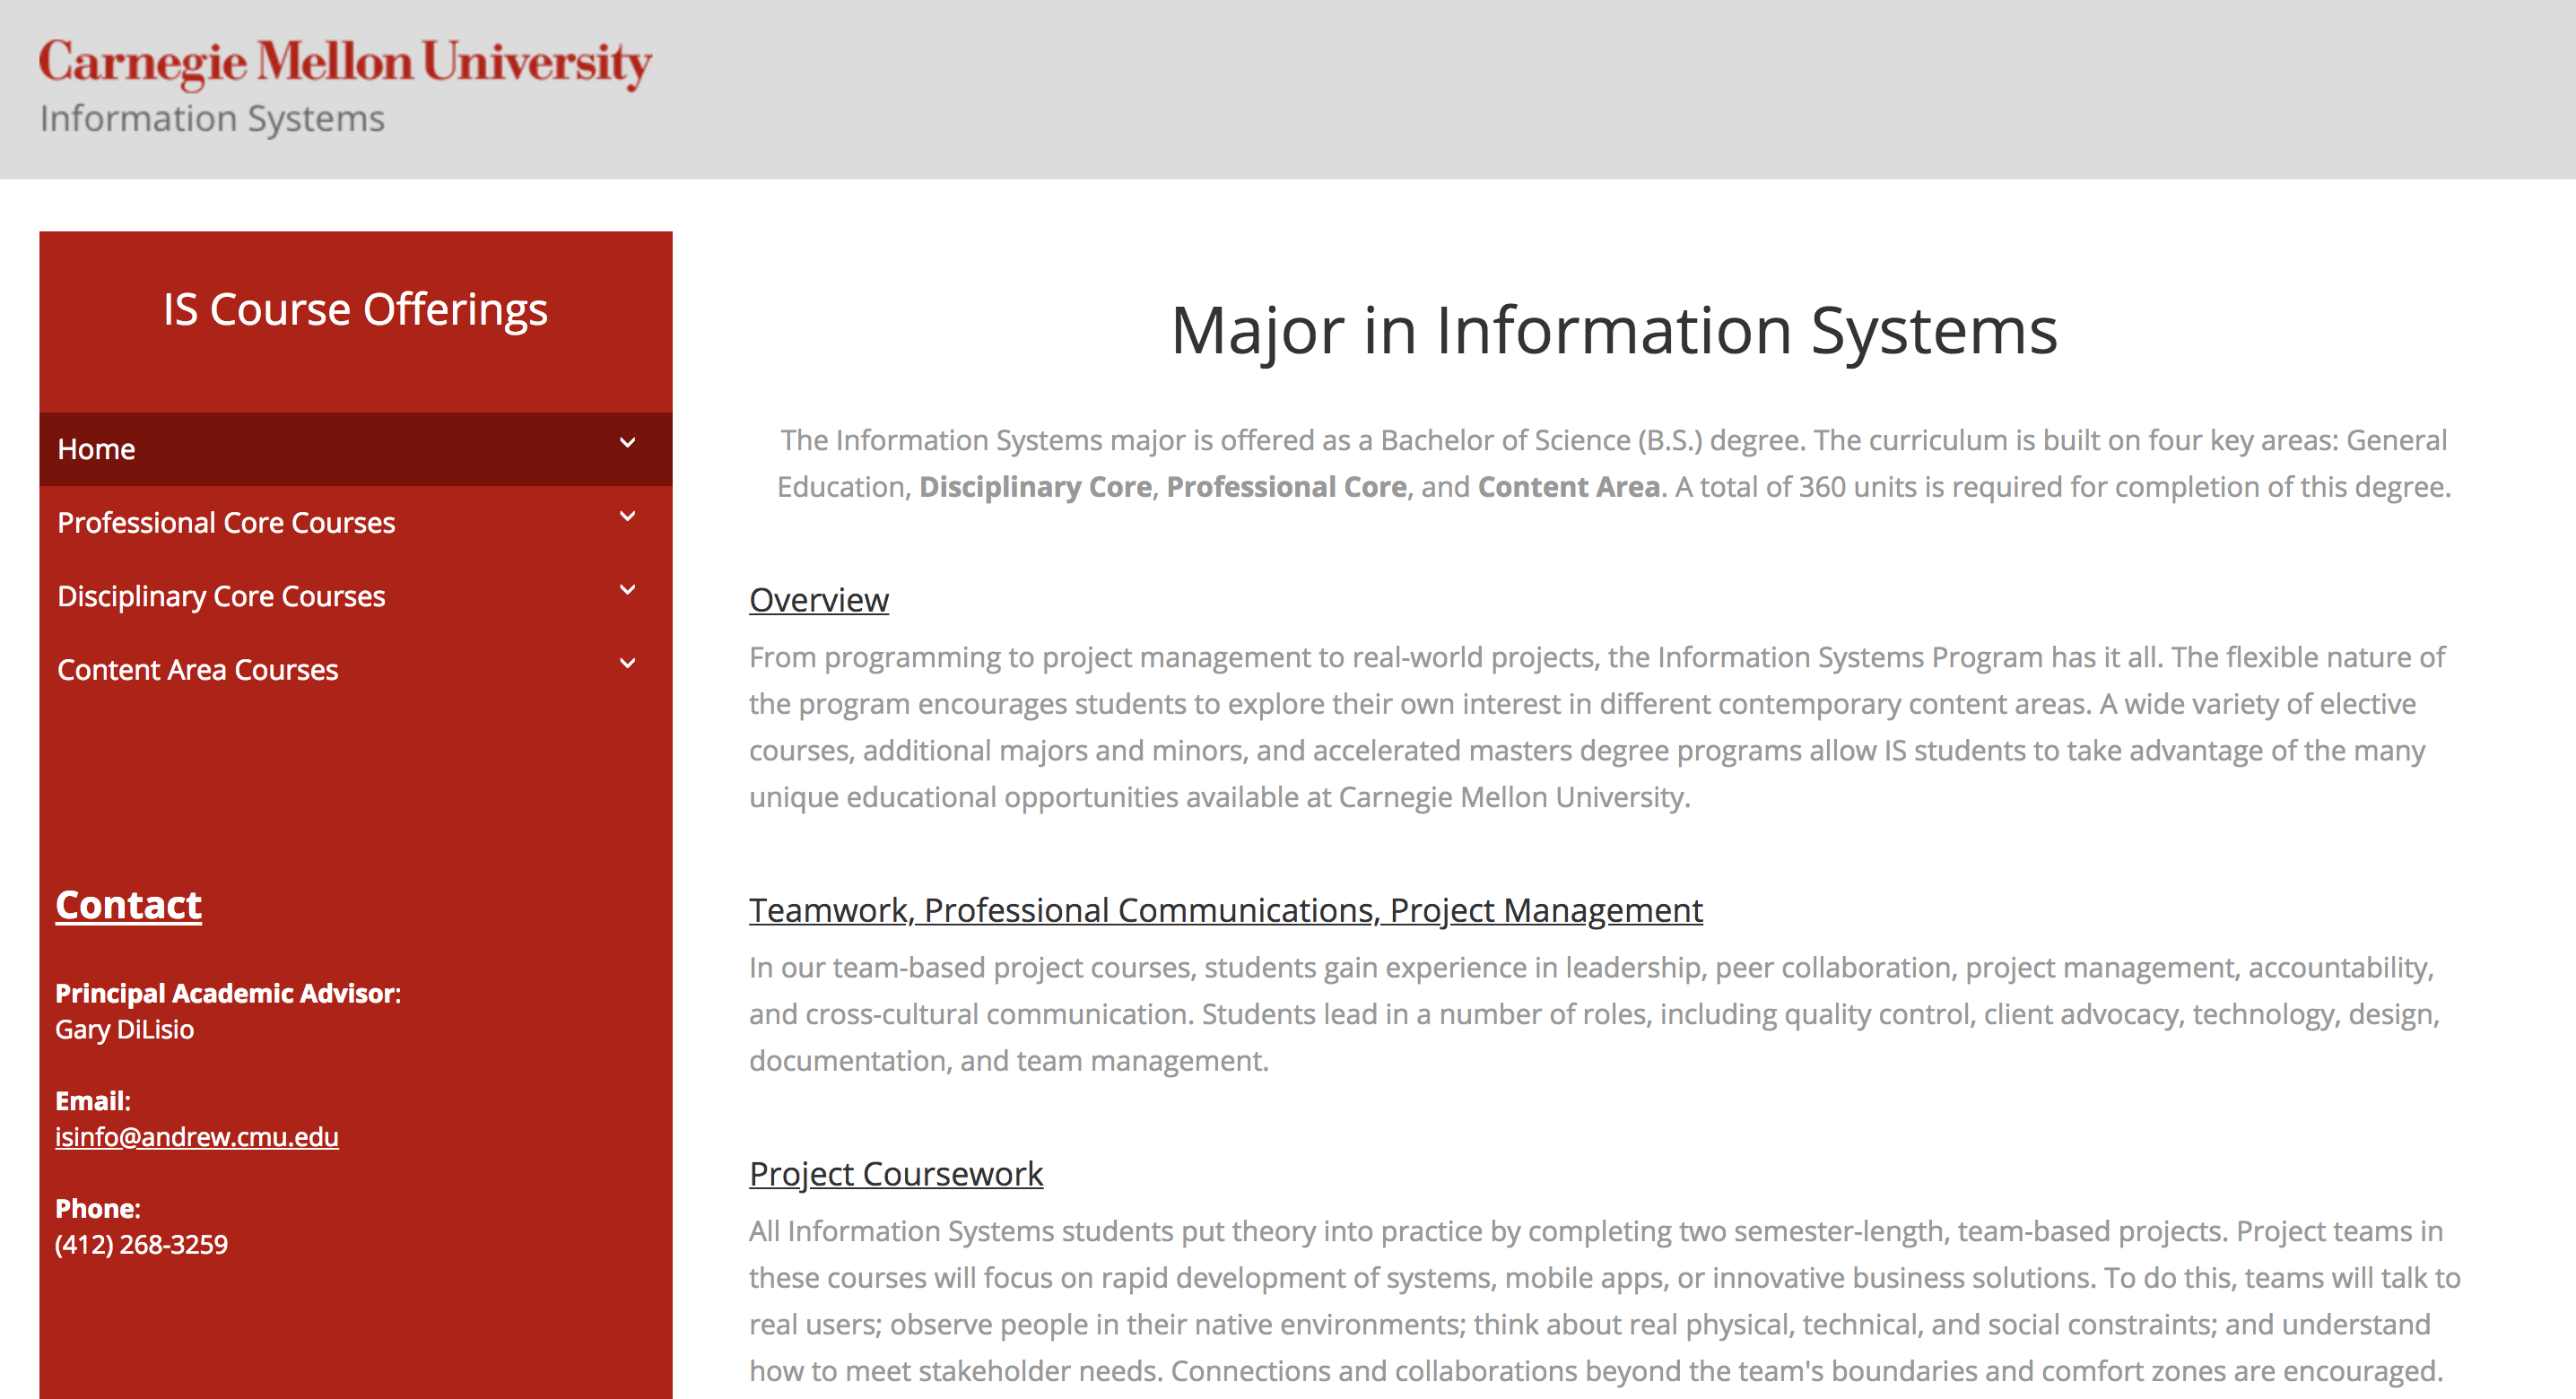 Carnegie Mellon University
Information Systems
IS Course Offerings
Home
Professional Core Courses
Disciplinary Core Courses
Content Area Courses
Contact
Principal Academic Advisor:
Gary DiLisio
Email:
isinfo@andrew.cmu.edu
Phone:
(412) 268-3259
Major in Information Systems
The Information Systems major is offered as a Bachelor of Science (B.S.) degree. The curriculum is built on four key areas: General
Education, Disciplinary Core, Professional Core, and Content Area. A total of 360 units is required for completion of this degree.
Overview
From programming to project management to real-world projects, the Information Systems Program has it all. The flexible nature of
the program encourages students to explore their own interest in different contemporary content areas. A wide variety of elective
courses, additional majors and minors, and accelerated masters degree programs allow IS students to take advantage of the many
unique educational opportunities available at Carnegie Mellon University.
Teamwork, Professional Communications, Project Management
In our team-based project courses, students gain experience in leadership, peer collaboration, project management, accountability,
and cross-cultural communication. Students lead in a number of roles, including quality control, client advocacy, technology, design,
documentation, and team management.
Project Coursework
All Information Systems students put theory into practice by completing two semester-length, team-based projects. Project teams in
these courses will focus on rapid development of systems, mobile apps, or innovative business solutions. To do this, teams will talk to
real users; observe people in their native environments; think about real physical, technical, and social constraints; and understand
how to meet stakeholder needs. Connections and collaborations beyond the team's boundaries and comfort zones are encouraged.